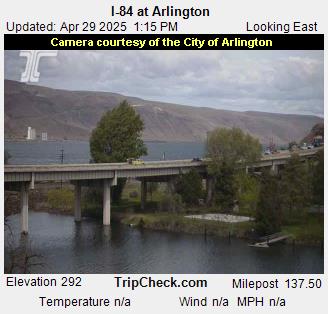 I-84 at Arlington
Updated: Apr 29 2025 1:15 PM Looking East
Camera courtesy of the City of Arlington
Elevation 292 TripCheck.com Milepost 137.50
Temperature n/a Wind n/a MPH n/a